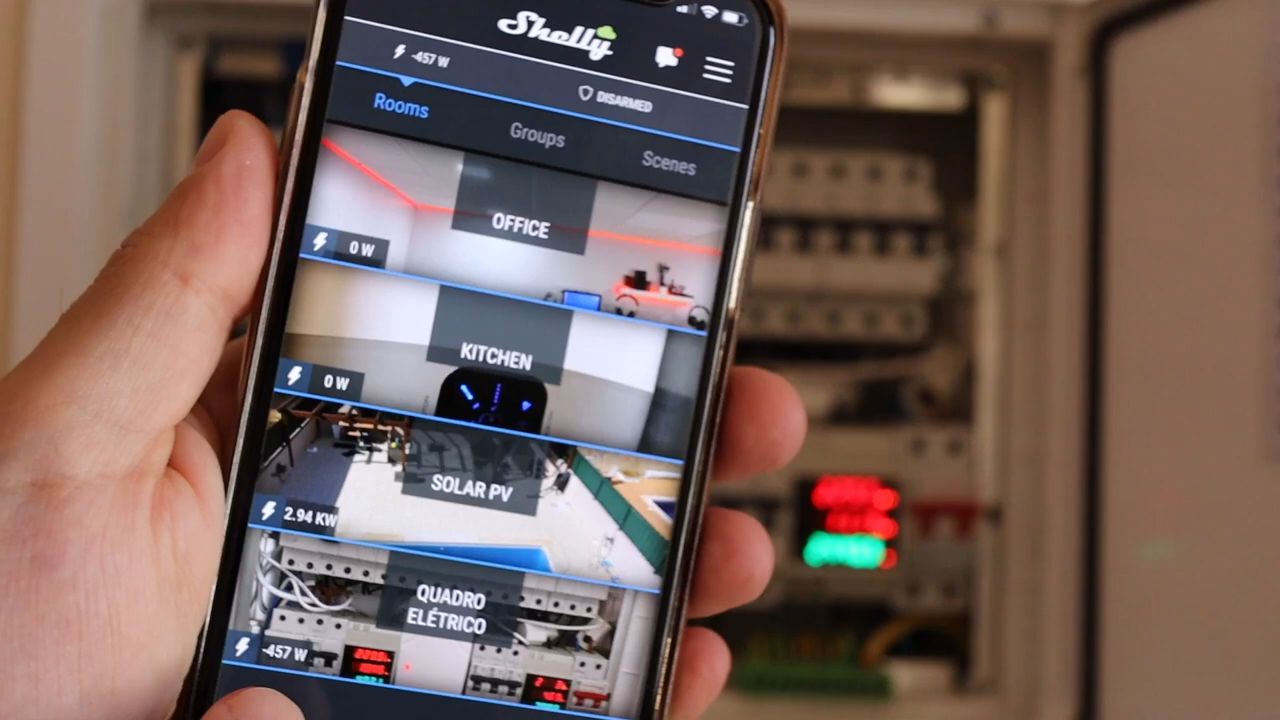 Shelly
-457 W
DISARMED
Rooms
Groups
Scenes
OFFICE
0 W
KITCHEN
0 W
SOLAR PV
2.94 KW
QUADRO
ELÉTRICO
-457 W